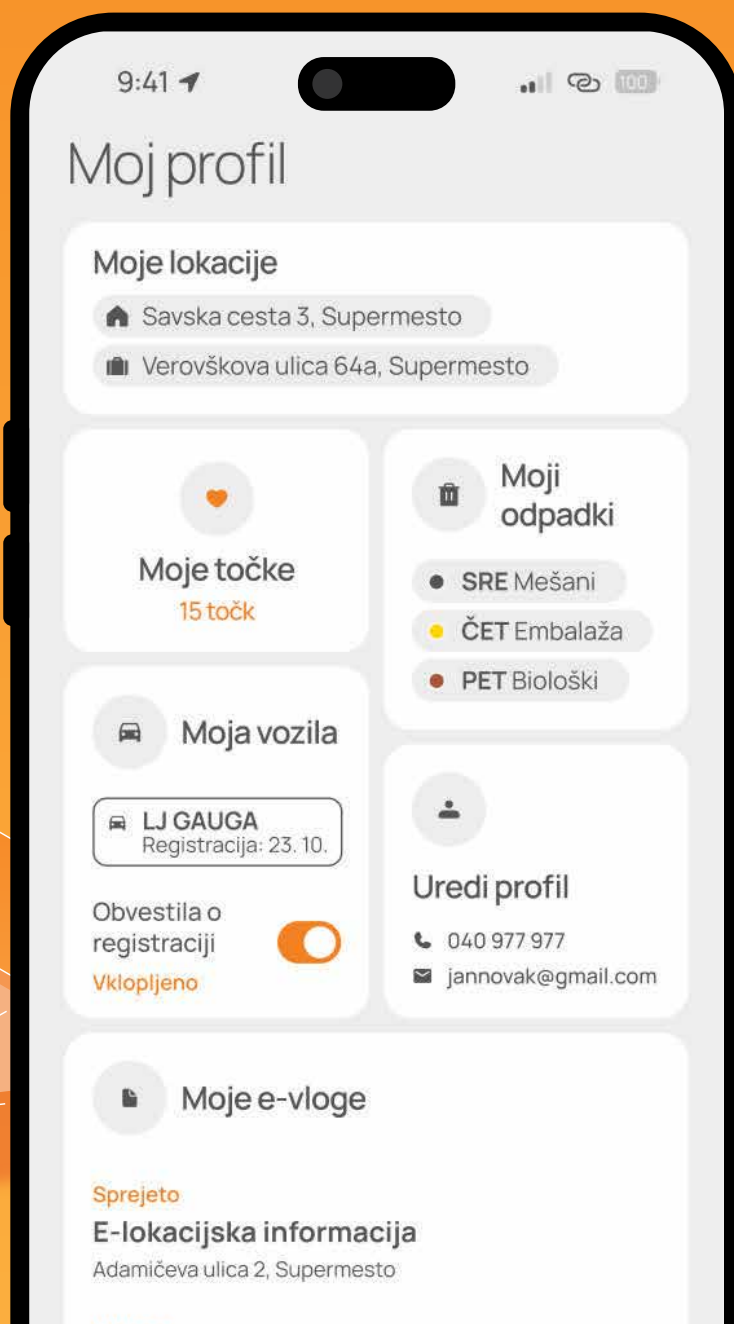 9:41
100
Moj profil
Moje lokacije
Savska cesta 3, Supermesto
Verovškova ulica 64a, Supermesto
Moje točke
15 točk
Moji
odpadki
SRE Mešani
ČET Embalaža
PET Biološki
Moja vozila
LJ GAUGA
Registracija: 23. 10.
Obvestila o
registraciji
Vklopljeno
Uredi profil
040 977 977
jannovak@gmail.com
Moje e-vloge
Sprejeto
E-lokacijska informacija
Adamičeva ulica 2, Supermesto